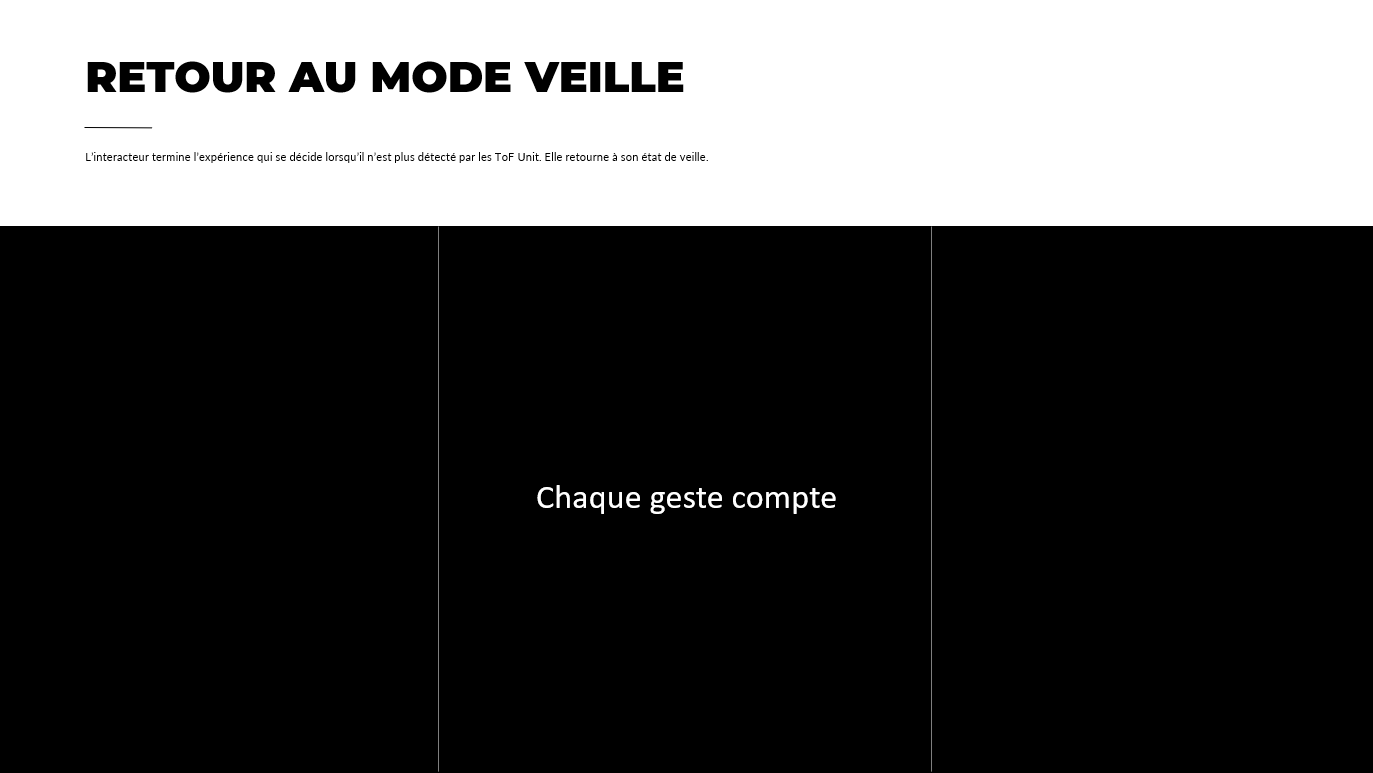 RETOUR AU MODE VEILLE
L'interacteur termine l'expérience qui se décide lorsqu'il n'est plus détecté par les ToF Unit. Elle retourne à son état de veille.
Chaque geste compte